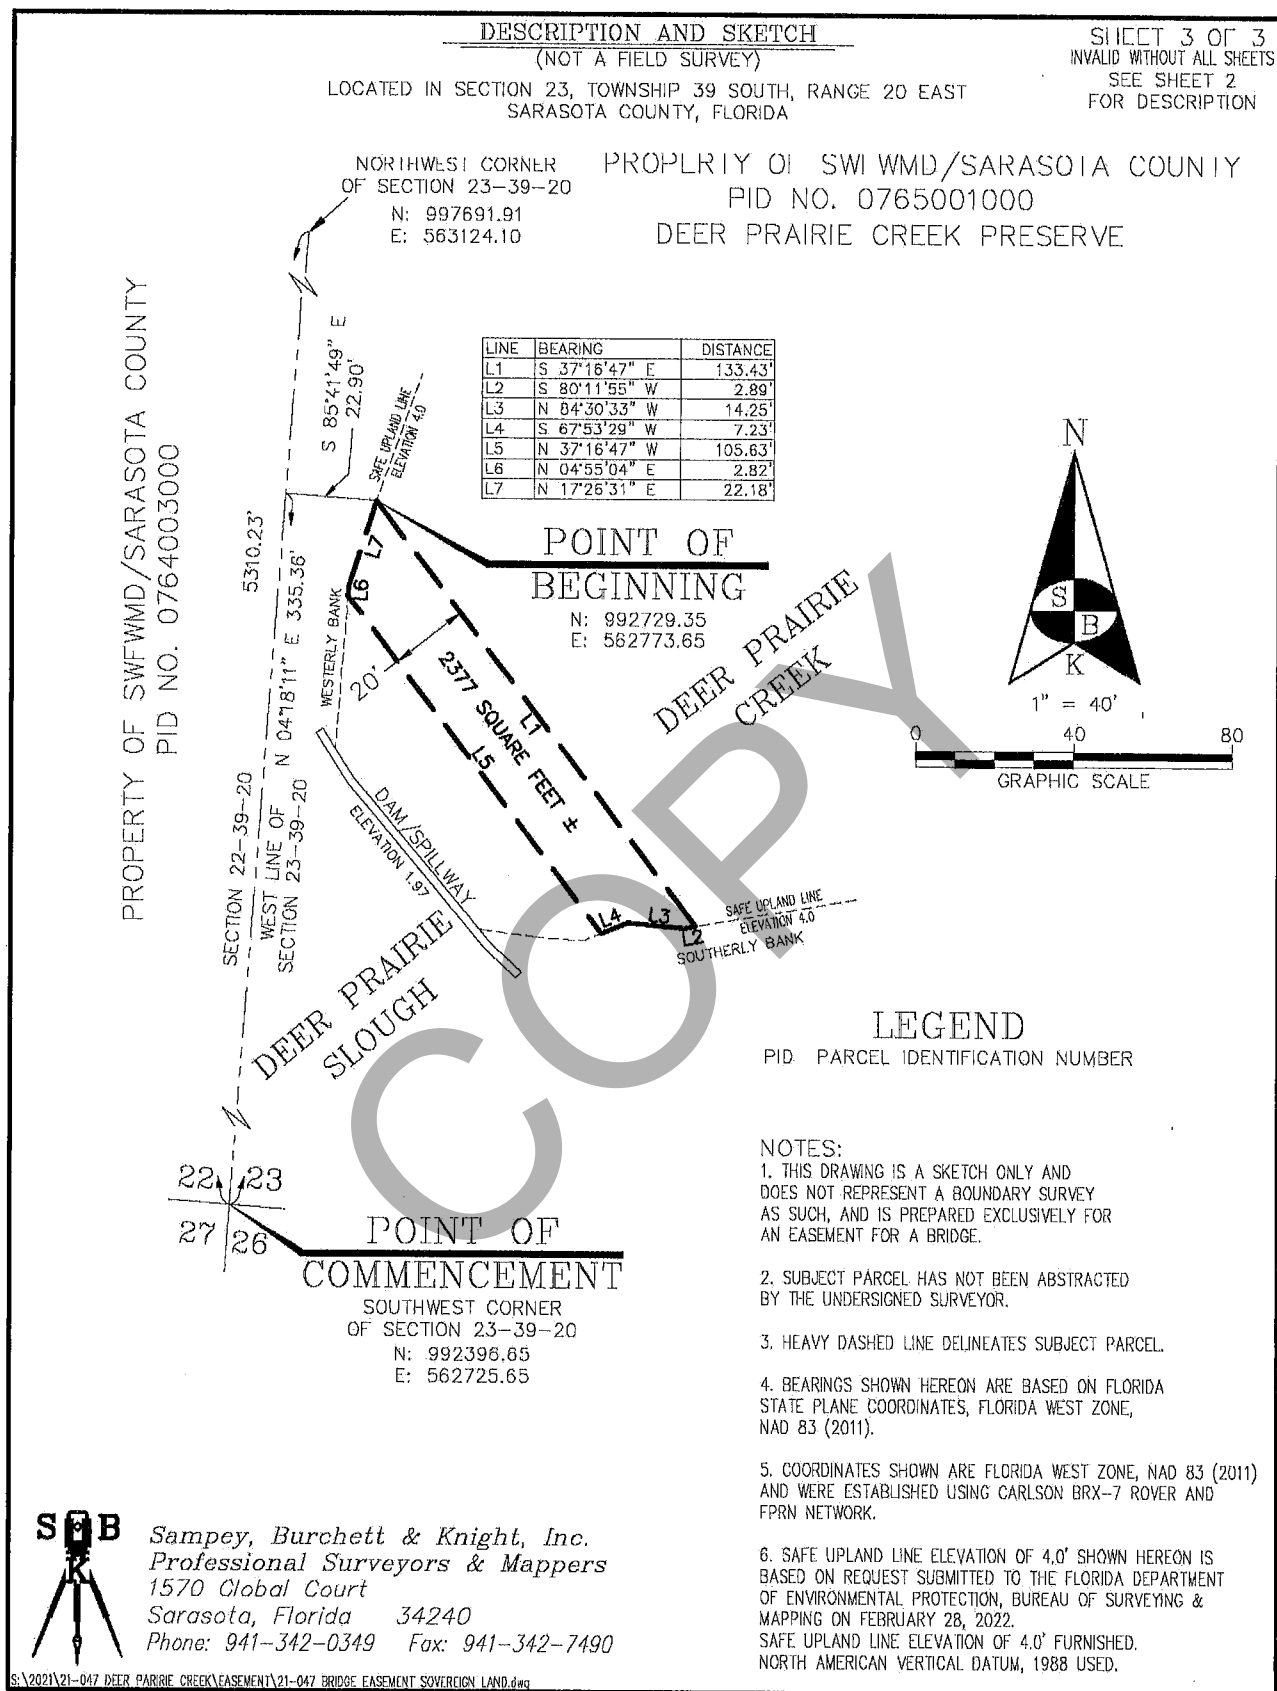 DESCRIPTION AND SKETCH
(NOT A FIELD SURVEY)
LOCATED IN SECTION 23, TOWNSHIP 39 SOUTH, RANGE 20 EAST
SARASOTA COUNTY, FLORIDA
SHEET 3 OF 3
INVALID WITHOUT ALL SHEETS
SEE SHEET 2
FOR DESCRIPTION
NORTHWEST CORNER
OF SECTION 23-39-20
N: 997691.91
E: 563124.10
PROPERTY OF SWFWMD/SARASOTA COUNTY
PID NO. 0765001000
DEER PRAIRIE CREEK PRESERVE
PROPERTY OF SWFWMD/SARASOTA COUNTY
PID NO. 0764003000
S 85°41'49" E
22.90'
SAFE UPLAND LINE
ELEVATION 4.0
LINE BEARING DISTANCE
L1 S 37°16'47" E 133.43'
L2 S 80°11'55" W 2.89'
L3 N 84°30'33" W 14.25'
L4 S 67°53'29" W 7.23'
L5 N 37°16'47" W 105.63'
L6 N 04°55'04" E 2.82'
L7 N 17°26'31" E 22.18'
POINT OF
BEGINNING
N: 992729.35
E: 562773.65
5310.23'
WEST LINE OF N 04°18'11" E 335.36'
SECTION 23-39-20
SECTION 22-39-20
WESTERLY BANK
L7
L6
20'
2377 SQUARE FEET ±
L1
L5
L4
L3
L2
DEER PRAIRIE
CREEK
DAM/SPILLWAY
ELEVATION 1.97
SAFE UPLAND LINE
ELEVATION 4.0
SOUTHERLY BANK
DEER PRAIRIE
SLOUGH
N
S
B
K
1" = 40'
0 40 80
GRAPHIC SCALE
COPY
LEGEND
PID PARCEL IDENTIFICATION NUMBER
22 23
27 26
POINT OF
COMMENCEMENT
SOUTHWEST CORNER
OF SECTION 23-39-20
N: 992396.65
E: 562725.65
NOTES:
1. THIS DRAWING IS A SKETCH ONLY AND
DOES NOT REPRESENT A BOUNDARY SURVEY
AS SUCH, AND IS PREPARED EXCLUSIVELY FOR
AN EASEMENT FOR A BRIDGE.
2. SUBJECT PARCEL HAS NOT BEEN ABSTRACTED
BY THE UNDERSIGNED SURVEYOR.
3. HEAVY DASHED LINE DELINEATES SUBJECT PARCEL.
4. BEARINGS SHOWN HEREON ARE BASED ON FLORIDA
STATE PLANE COORDINATES, FLORIDA WEST ZONE,
NAD 83 (2011).
5. COORDINATES SHOWN ARE FLORIDA WEST ZONE, NAD 83 (2011)
AND WERE ESTABLISHED USING CARLSON BRX-7 ROVER AND
FPRN NETWORK.
6. SAFE UPLAND LINE ELEVATION OF 4.0' SHOWN HEREON IS
BASED ON REQUEST SUBMITTED TO THE FLORIDA DEPARTMENT
OF ENVIRONMENTAL PROTECTION, BUREAU OF SURVEYING &
MAPPING ON FEBRUARY 28, 2022.
SAFE UPLAND LINE ELEVATION OF 4.0' FURNISHED.
NORTH AMERICAN VERTICAL DATUM, 1988 USED.
S B
K
Sampey, Burchett & Knight, Inc.
Professional Surveyors & Mappers
1570 Global Court
Sarasota, Florida 34240
Phone: 941-342-0349 Fax: 941-342-7490
S:\2021\21-047 DEER PARIRIE CREEK\EASEMENT\21-047 BRIDGE EASEMENT SOVEREIGN LAND.dwg